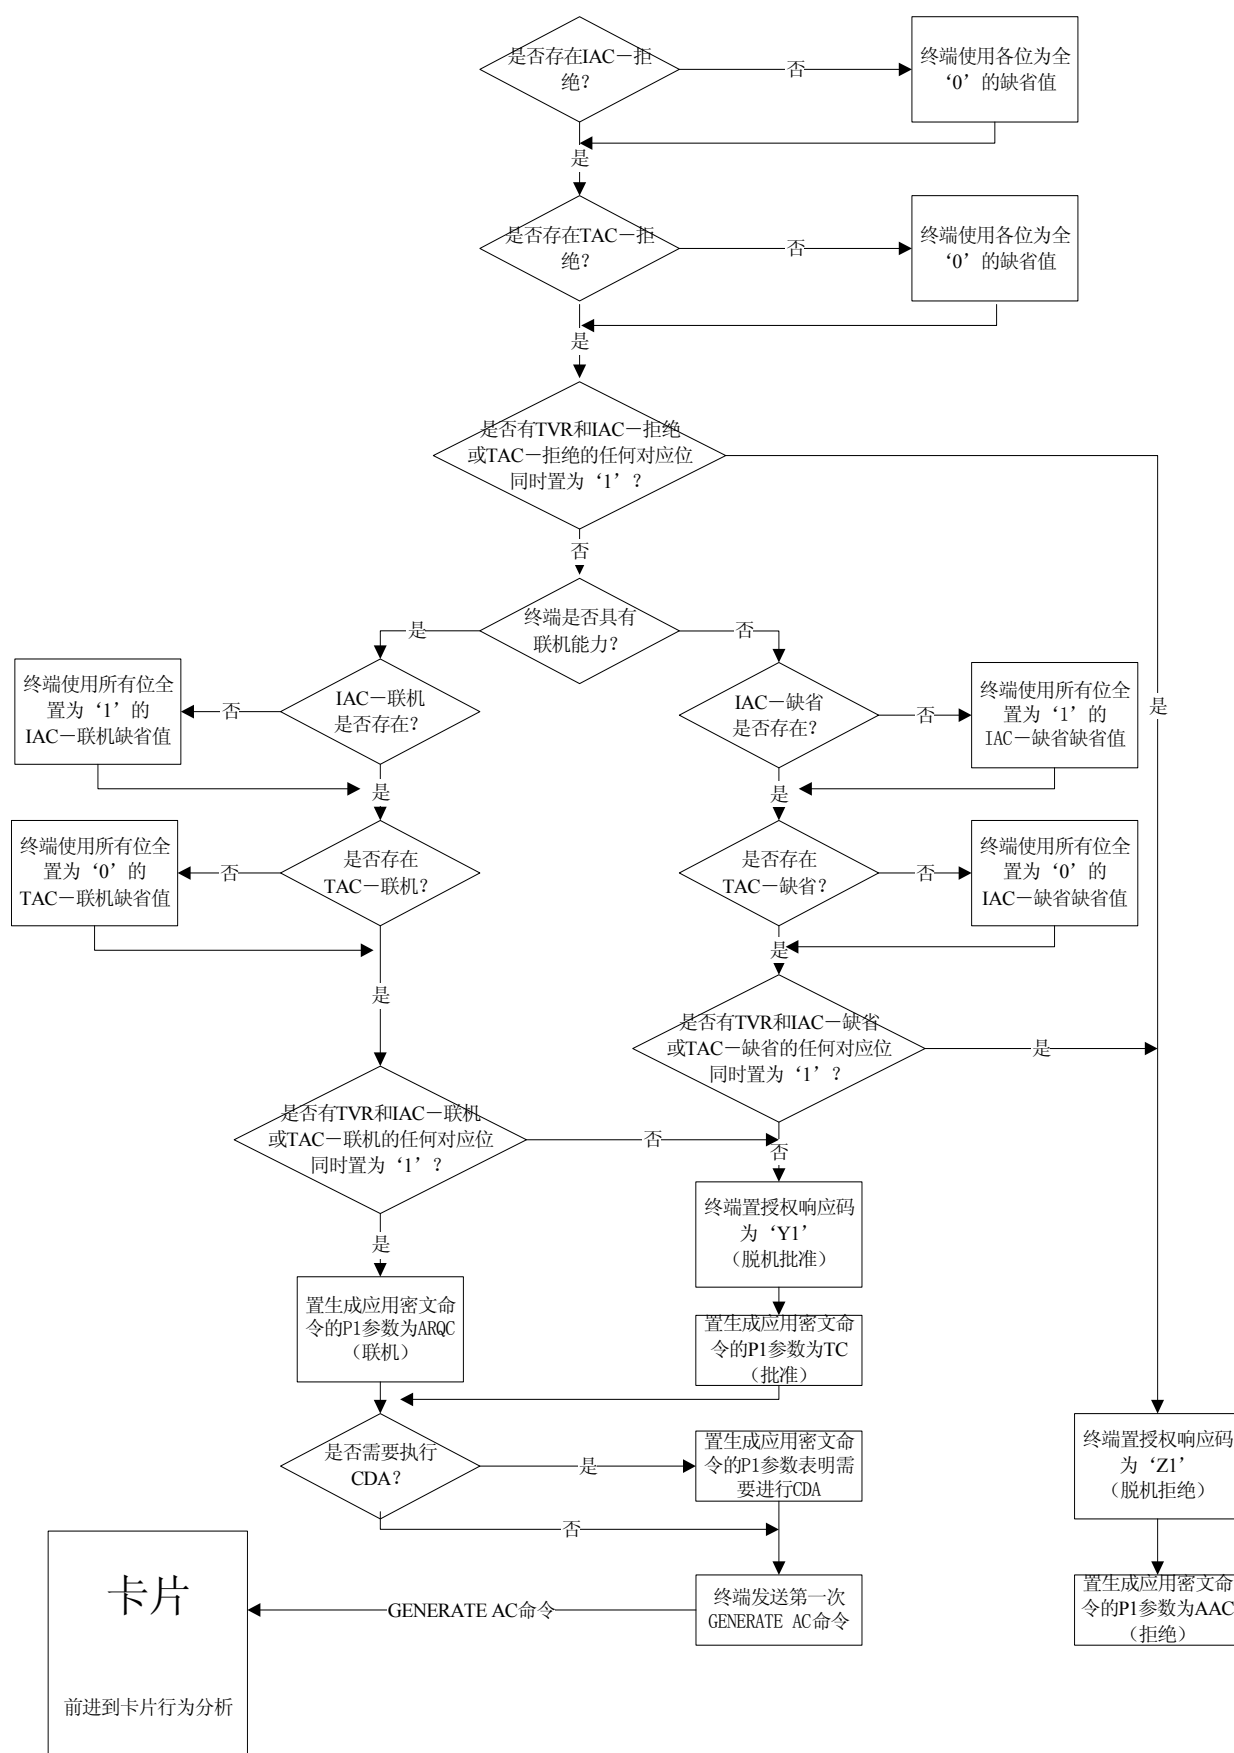 是否存在IAC－拒
绝？
否
终端使用各位为全
‘0’的缺省值
是
是否存在TAC－拒
绝？
否
终端使用各位为全
‘0’的缺省值
是
是否有TVR和IAC－拒绝
或TAC－拒绝的任何对应位
同时置为‘1’？
否
终端是否具有
联机能力？
是
否
终端使用所有位全
置为‘1’的
IAC－联机缺省值
否
IAC－联机
是否存在？
IAC－缺省
是否存在？
否
终端使用所有位全
置为‘1’的
IAC－缺省缺省值
是
是
是
终端使用所有位全
置为‘0’的
TAC－联机缺省值
否
是否存在
TAC－联机？
是否存在
TAC－缺省？
否
终端使用所有位全
置为‘0’的
IAC－缺省缺省值
是
是
是否有TVR和IAC－缺省
或TAC－缺省的任何对应位
同时置为‘1’？
是
是否有TVR和IAC－联机
或TAC－联机的任何对应位
同时置为‘1’？
否
否
终端置授权响应码
为‘Y1’
（脱机批准）
是
置生成应用密文命
令的P1参数为ARQC
（联机）
置生成应用密文命
令的P1参数为TC
（批准）
是否需要执行
CDA？
是
置生成应用密文命
令的P1参数表明需
要进行CDA
终端置授权响应码
为‘Z1’
（脱机拒绝）
否
卡片
前进到卡片行为分析
GENERATE AC命令
终端发送第一次
GENERATE AC命令
置生成应用密文命
令的P1参数为AAC
（拒绝）